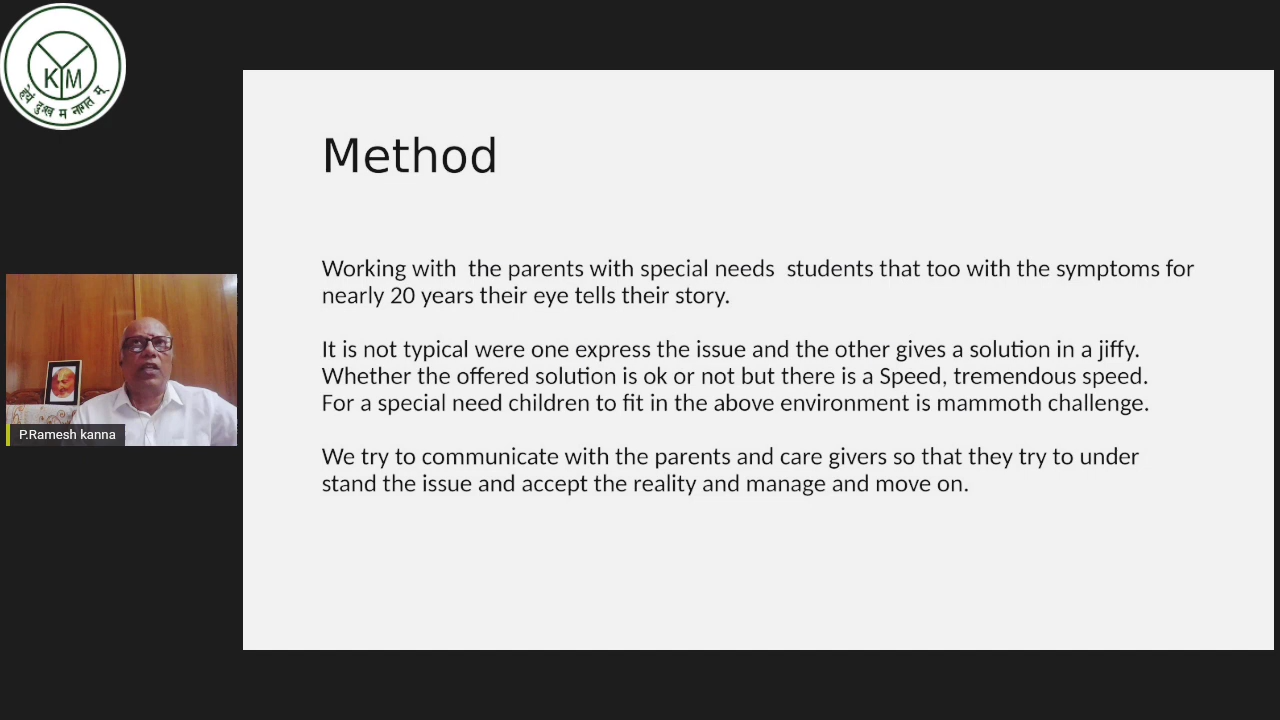 KYM
हेयं दुःख म नागत म्
Method
Working with  the parents with special needs  students that too with the symptoms for
nearly 20 years their eye tells their story.
It is not typical were one express the issue and the other gives a solution in a jiffy.
Whether the offered solution is ok or not but there is a Speed, tremendous speed.
For a special need children to fit in the above environment is mammoth challenge.
We try to communicate with the parents and care givers so that they try to under
stand the issue and accept the reality and manage and move on.
P.Ramesh kanna